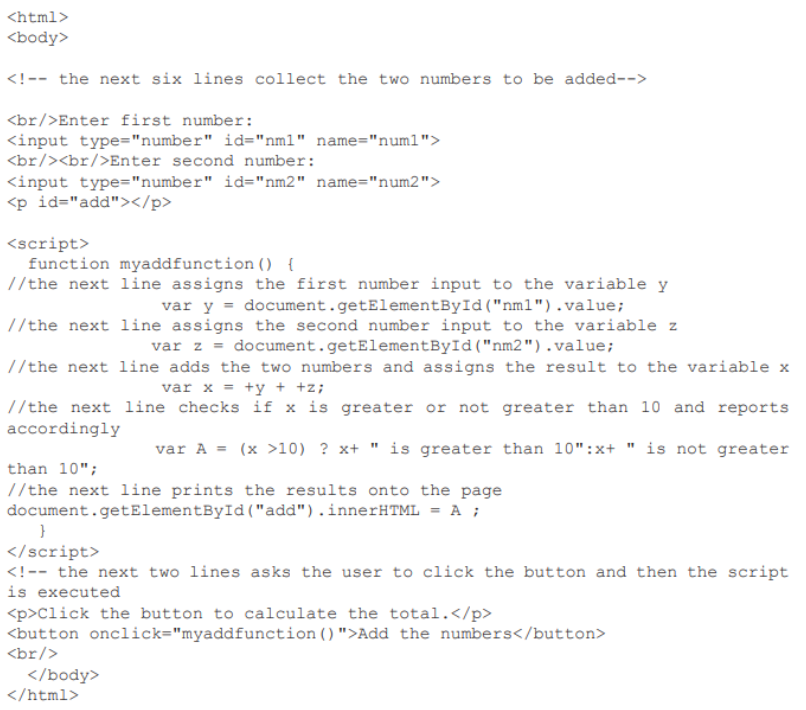 <html>
<body>
<!-- the next six lines collect the two numbers to be added-->
<br/>Enter first number:
<input type="number" id="nm1" name="num1">
<br/><br/>Enter second number:
<input type="number" id="nm2" name="num2">
<p id="add"></p>
<script>
function myaddfunction() {
//the next line assigns the first number input to the variable y
var y = document.getElementById("nm1").value;
//the next line assigns the second number input to the variable z
var z = document.getElementById("nm2").value;
//the next line adds the two numbers and assigns the result to the variable x
var x = +y + +z;
//the next line checks if x is greater or not greater than 10 and reports
accordingly
var A = (x >10) ? x+ " is greater than 10":x+ " is not greater
than 10";
//the next line prints the results onto the page
document.getElementById("add").innerHTML = A ;
}
</script>
<!-- the next two lines asks the user to click the button and then the script
is executed
<p>Click the button to calculate the total.</p>
<button onclick="myaddfunction()">Add the numbers</button>
<br/>
</body>
</html>